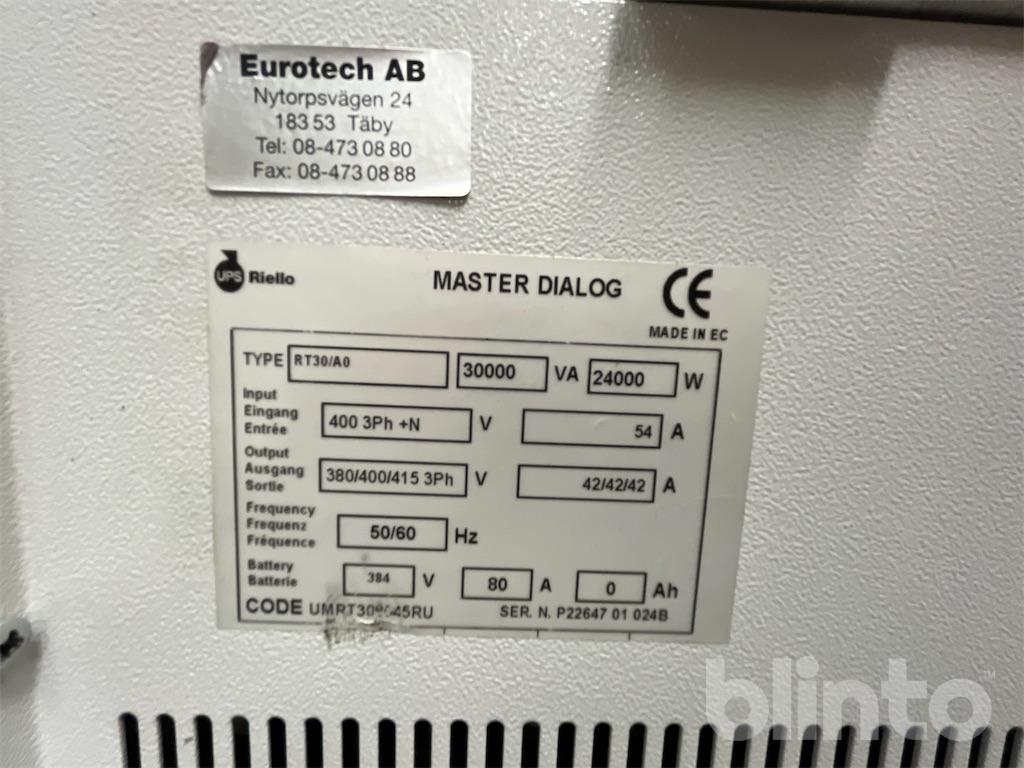 Eurotech AB
Nytorpsvägen 24
183 53 Täby
Tel: 08-473 08 80
Fax: 08-473 08 88
UPS Riello MASTER DIALOG CE
MADE IN EC
TYPE RT30/A0 30000 VA 24000 W
Input
Eingang
Entrée
400 3Ph +N V 54 A
Output
Ausgang
Sortie
380/400/415 3Ph V 42/42/42 A
Frequency
Frequenz
Fréquence
50/60 Hz
Battery
Batterie
384 V 80 A 0 Ah
CODE SER. N. P22647 01 024B
blinto™